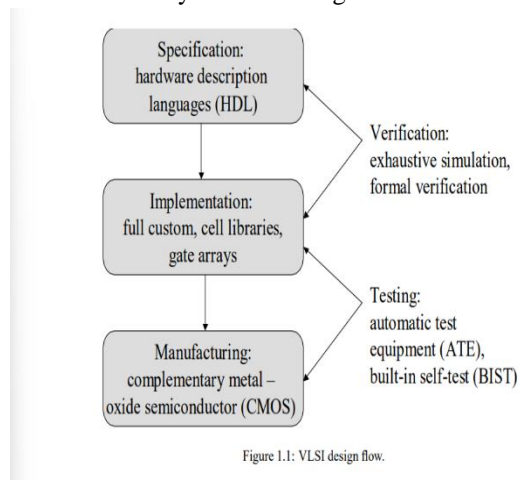 Specification:
hardware description
languages (HDL)
Verification:
exhaustive simulation,
formal verification
Implementation:
full custom, cell libraries,
gate arrays
Testing:
automatic test
equipment (ATE),
built-in self-test (BIST)
Manufacturing:
complementary metal –
oxide semiconductor (CMOS)
Figure 1.1: VLSI design flow.